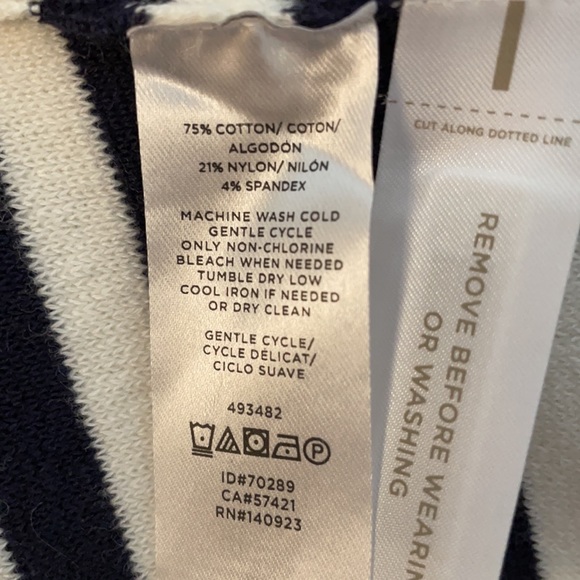 75% COTTON/ COTON/
ALGODÓN
21% NYLON/ NILÓN
4% SPANDEX
MACHINE WASH COLD
GENTLE CYCLE
ONLY NON-CHLORINE
BLEACH WHEN NEEDED
TUMBLE DRY LOW
COOL IRON IF NEEDED
OR DRY CLEAN
GENTLE CYCLE/
CYCLE DÉLICAT/
CICLO SUAVE
493482
P
ID#70289
CA#57421
RN#140923
CUT ALONG DOTTED LINE
REMOVE BEFORE WEARIN
OR WASHING